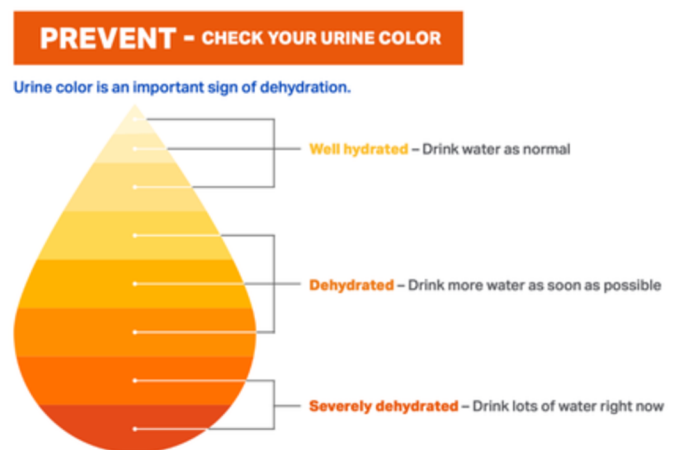 PREVENT - CHECK YOUR URINE COLOR
Urine color is an important sign of dehydration.
Well hydrated – Drink water as normal
Dehydrated – Drink more water as soon as possible
Severely dehydrated – Drink lots of water right now